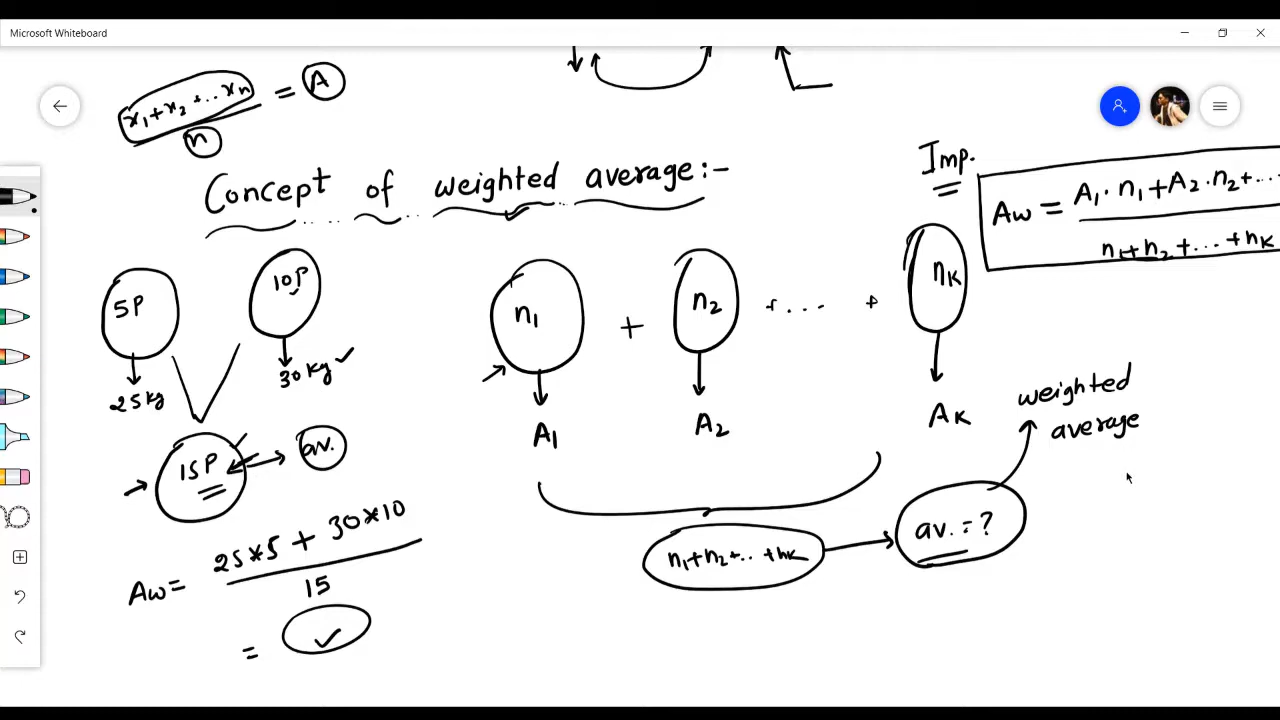 Microsoft Whiteboard
x1+x2+...xn = A
n
Imp.
Concept of weighted average:-
Aw = A1.n1+A2.n2+...
n1+n2+...+nK
5P
10P
n1 + n2 +...+ nK
25Kg
30Kg ✓
A1
A2
AK
weighted
average
15P
av.
av. = ?
n1+n2+..+nK
Aw= 25*5 + 30*10
15
= ✓